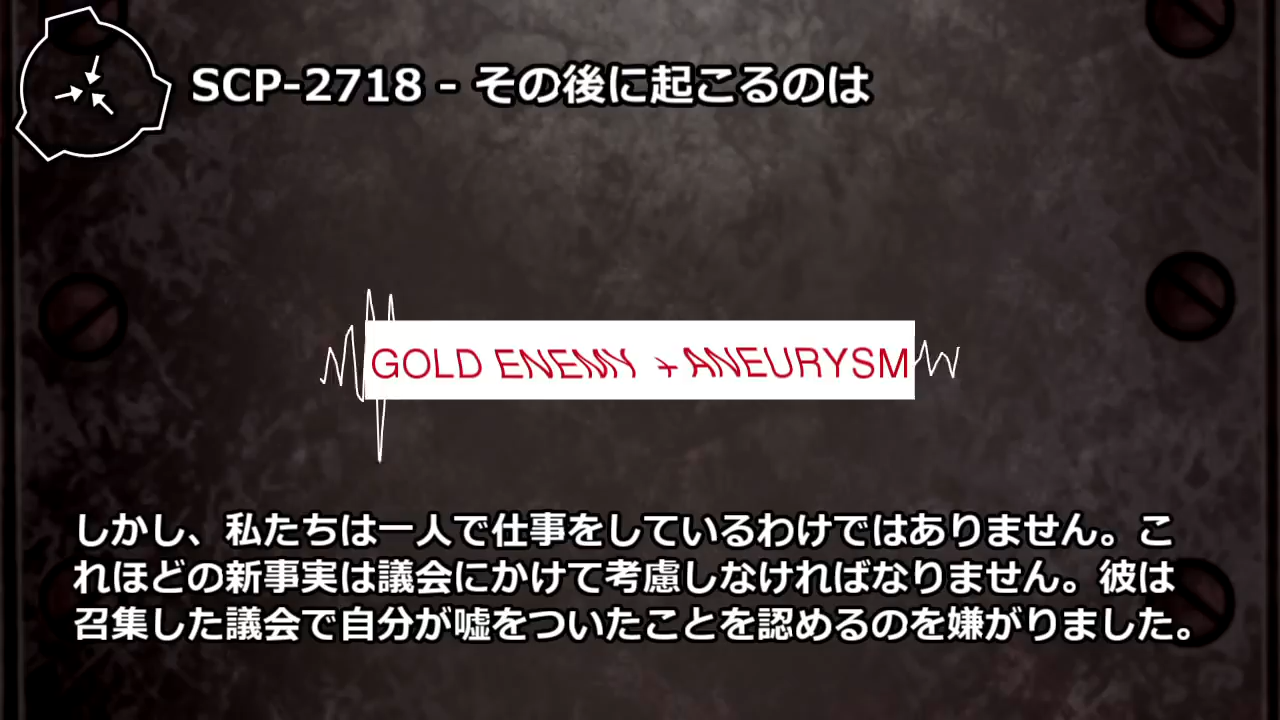 SCP-2718 - その後に起こるのは
GOLD ENEMY + ANEURYSM
しかし、私たちは一人で仕事をしているわけではありません。こ
れほどの新事実は議会にかけて考慮しなければなりません。彼は
召集した議会で自分が嘘をついたことを認めるのを嫌がりました。